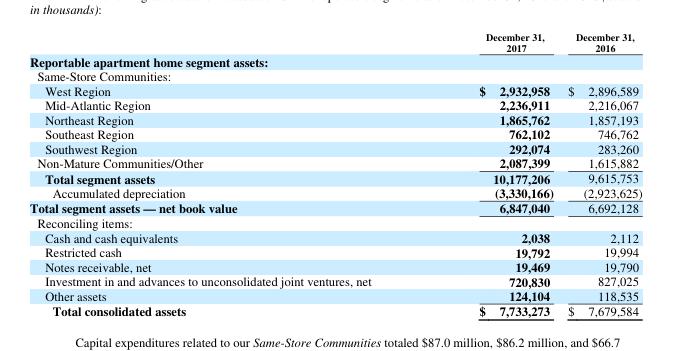 in thousands):
December 31, December 31,
2017 2016
Reportable apartment home segment assets:
Same-Store Communities:
West Region $ 2,932,958 $ 2,896,589
Mid-Atlantic Region 2,236,911 2,216,067
Northeast Region 1,865,762 1,857,193
Southeast Region 762,102 746,762
Southwest Region 292,074 283,260
Non-Mature Communities/Other 2,087,399 1,615,882
Total segment assets 10,177,206 9,615,753
Accumulated depreciation (3,330,166) (2,923,625)
Total segment assets — net book value 6,847,040 6,692,128
Reconciling items:
Cash and cash equivalents 2,038 2,112
Restricted cash 19,792 19,994
Notes receivable, net 19,469 19,790
Investment in and advances to unconsolidated joint ventures, net 720,830 827,025
Other assets 124,104 118,535
Total consolidated assets $ 7,733,273 $ 7,679,584
Capital expenditures related to our Same-Store Communities totaled $87.0 million, $86.2 million, and $66.7